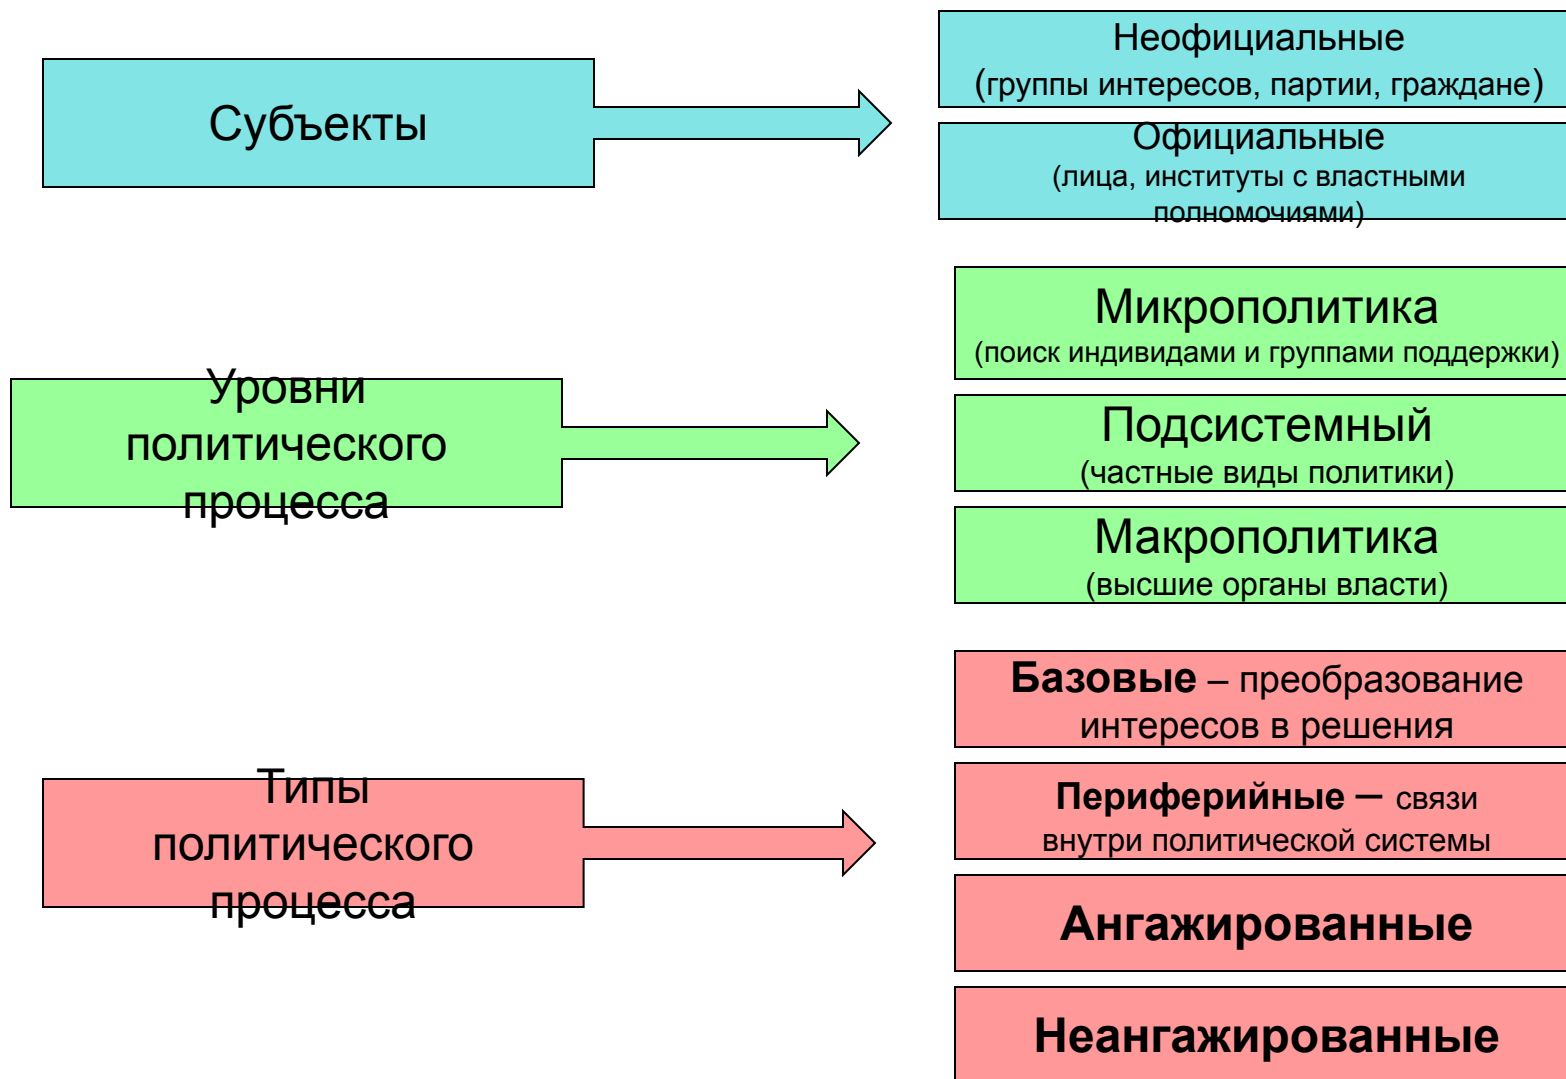 Субъекты
Неофициальные
(группы интересов, партии, граждане)
Официальные
(лица, институты с властными
полномочиями)
Уровни
политического
процесса
Микрополитика
(поиск индивидами и группами поддержки)
Подсистемный
(частные виды политики)
Макрополитика
(высшие органы власти)
Типы
политического
процесса
Базовые – преобразование
интересов в решения
Периферийные – связи
внутри политической системы
Ангажированные
Неангажированные